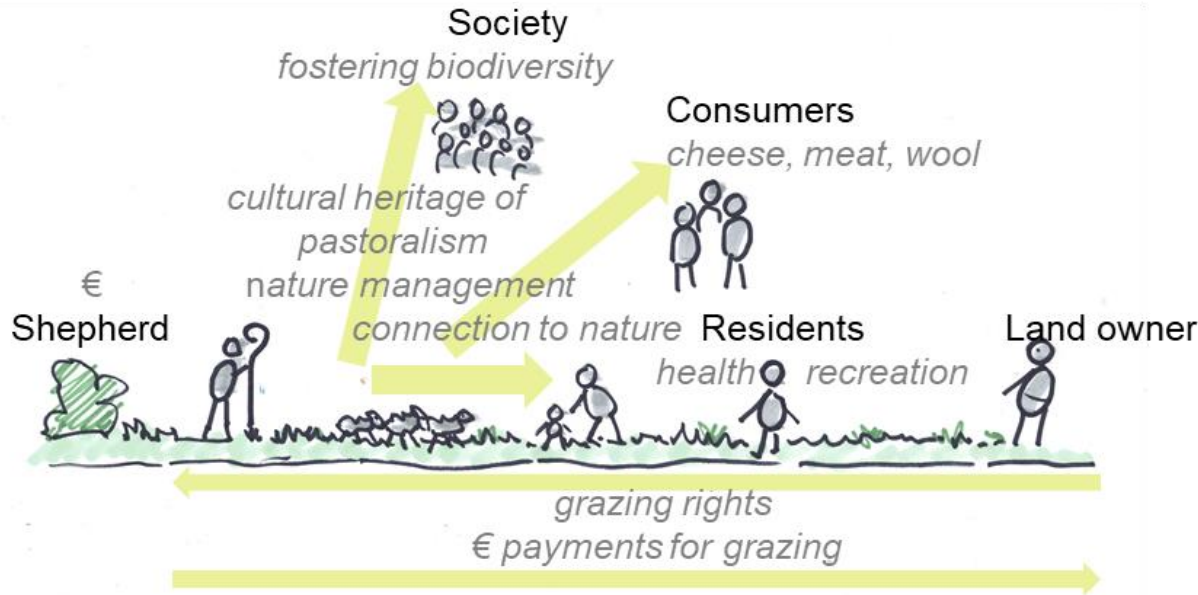 Society
fostering biodiversity
Consumers
cheese, meat, wool
cultural heritage of
pastoralism
nature management
€
Shepherd
connection to nature
Residents
Land owner
health
recreation
grazing rights
€ payments for grazing